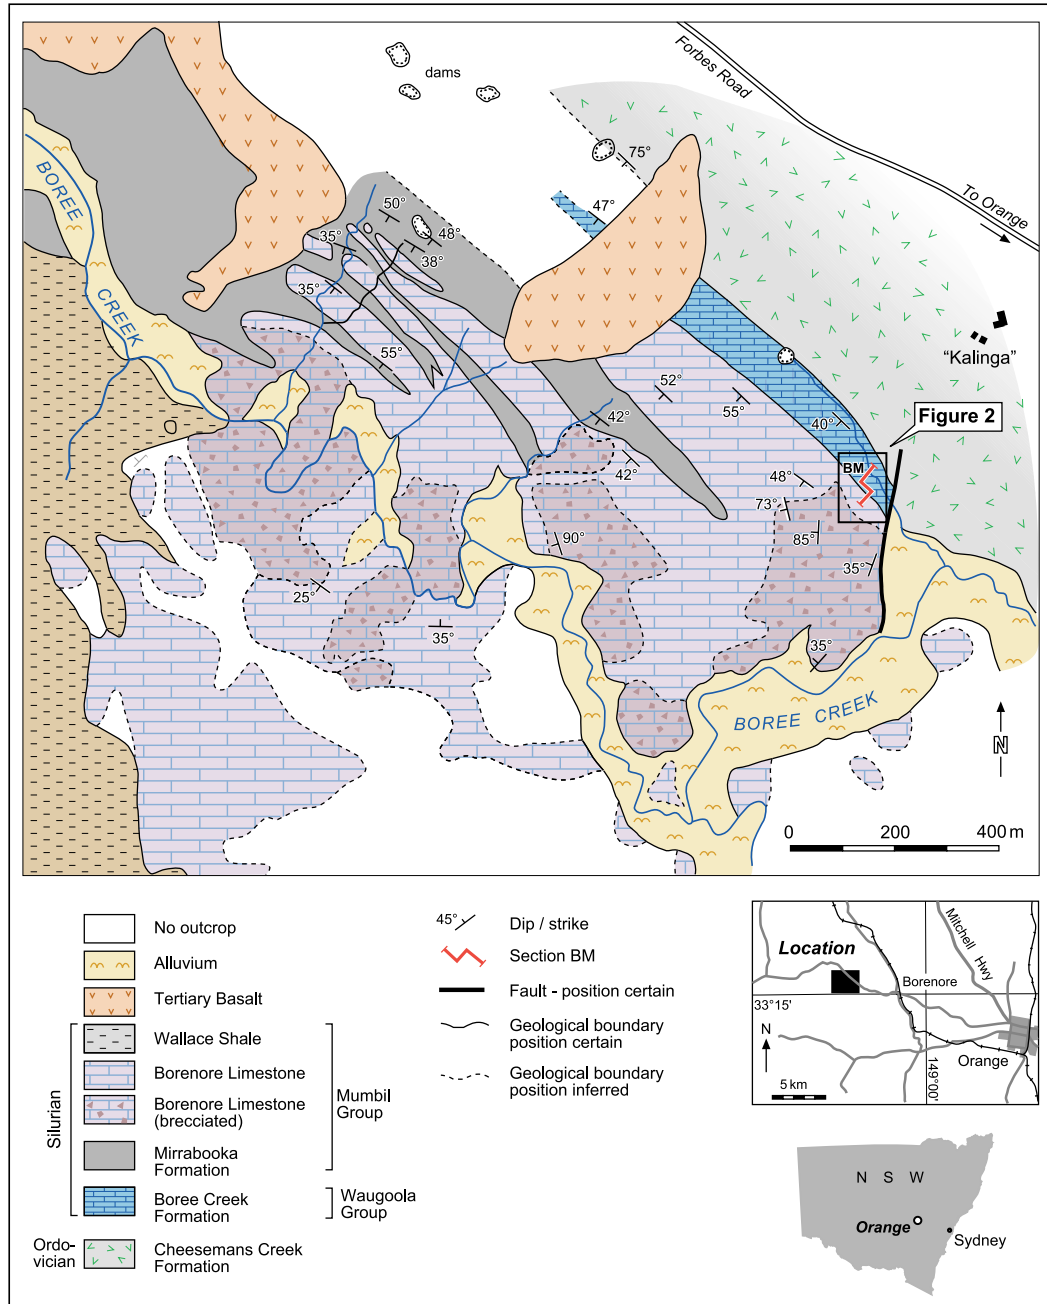 dams
Forbes Road
To Orange
75°
47°
50°
48°
35°
38°
35°
55°
BOREE
CREEK
"Kalinga"
Figure 2
52°
55°
40°
42°
42°
BM
48°
73°
85°
90°
35°
25°
35°
35°
BOREE CREEK
N
0 200 400 m
No outcrop
Alluvium
Tertiary Basalt
Wallace Shale
Borenore Limestone
Borenore Limestone
(brecciated)
Mirrabooka
Formation
Boree Creek
Formation
Cheesemans Creek
Formation
Silurian
Ordo-
vician
Mumbil
Group
Waugoola
Group
45° Dip / strike
Section BM
Fault - position certain
Geological boundary
position certain
Geological boundary
position inferred
Location
Mitchell Hwy
Borenore
33°15'
N
Orange
149°00'
5 km
N S W
Orange
Sydney